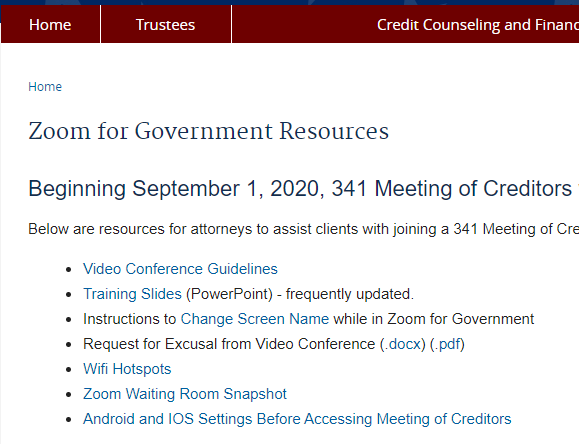 Home Trustees Credit Counseling and Financ
Home
Zoom for Government Resources
Beginning September 1, 2020, 341 Meeting of Creditors
Below are resources for attorneys to assist clients with joining a 341 Meeting of Cre
Video Conference Guidelines
Training Slides (PowerPoint) - frequently updated.
Instructions to Change Screen Name while in Zoom for Government
Request for Excusal from Video Conference (.docx) (.pdf)
Wifi Hotspots
Zoom Waiting Room Snapshot
Android and IOS Settings Before Accessing Meeting of Creditors